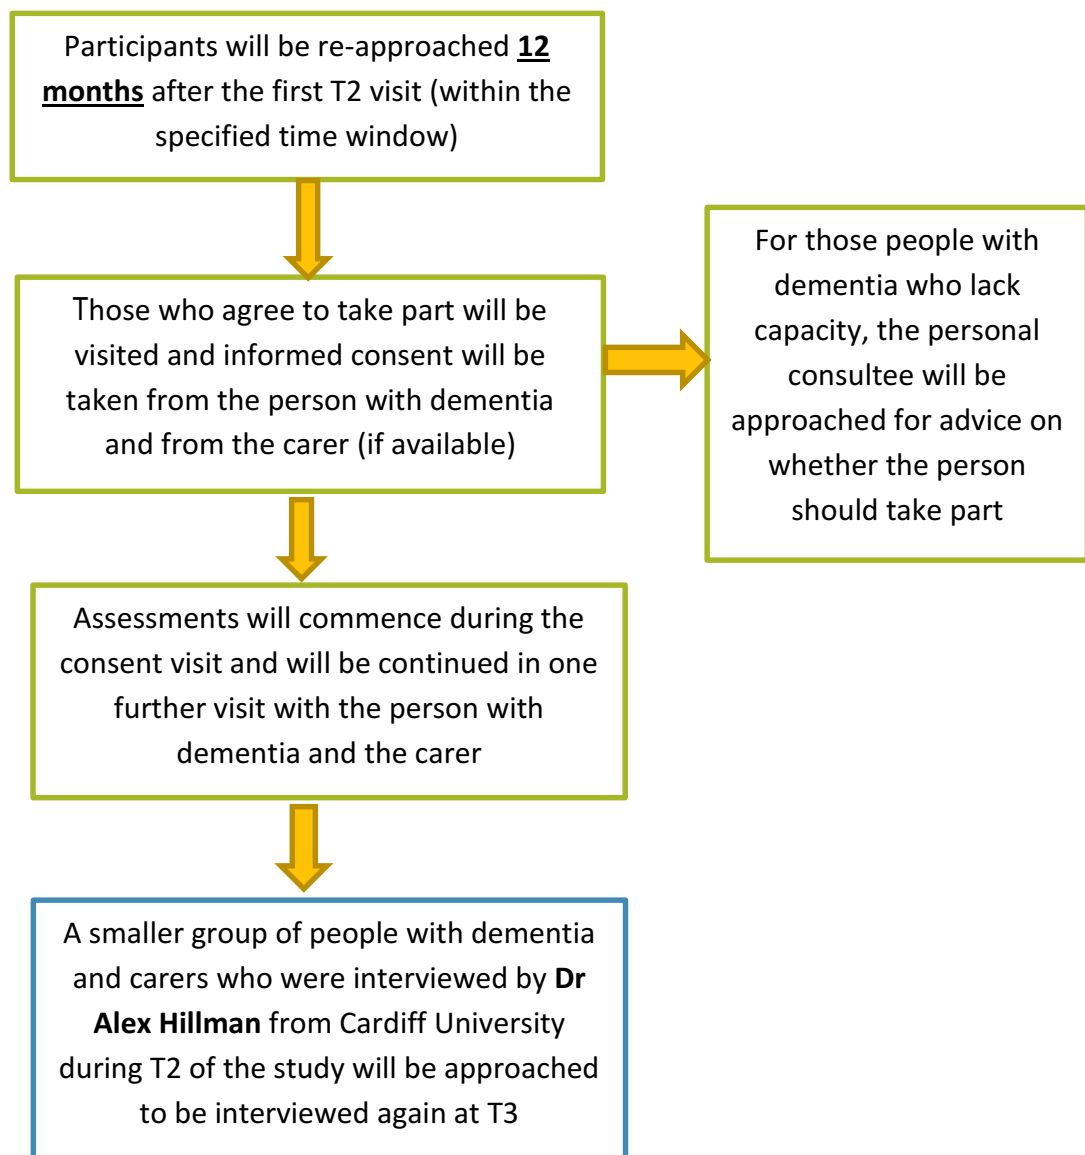 Participants will be re-approached 12
months after the first T2 visit (within the
specified time window)
Those who agree to take part will be
visited and informed consent will be
taken from the person with dementia
and from the carer (if available)
For those people with
dementia who lack
capacity, the personal
consultee will be
approached for advice on
whether the person
should take part
Assessments will commence during the
consent visit and will be continued in one
further visit with the person with
dementia and the carer
A smaller group of people with dementia
and carers who were interviewed by Dr
Alex Hillman from Cardiff University
during T2 of the study will be approached
to be interviewed again at T3